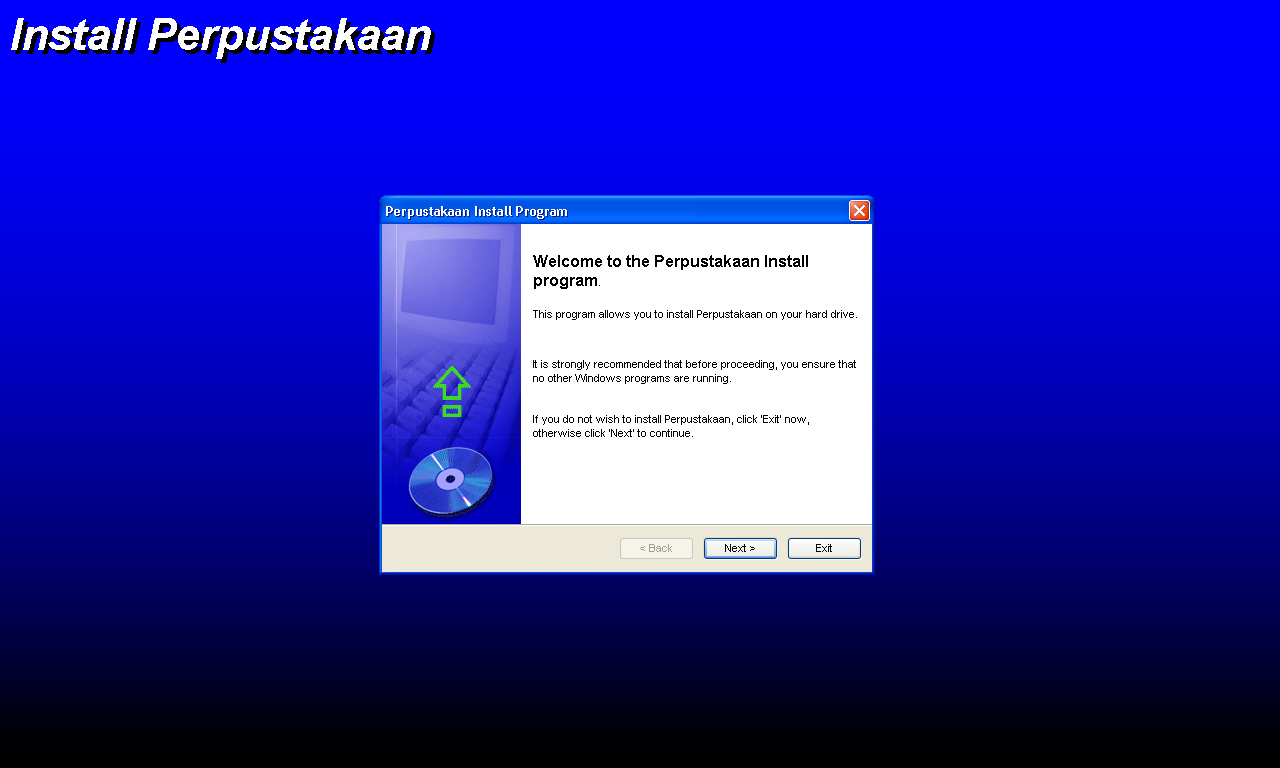 Install Perpustakaan
Perpustakaan Install Program
Welcome to the Perpustakaan Install
program.
This program allows you to install Perpustakaan on your hard drive.
It is strongly recommended that before proceeding, you ensure that
no other Windows programs are running.
If you do not wish to install Perpustakaan, click 'Exit' now,
otherwise click 'Next' to continue.
< Back
Next >
Exit